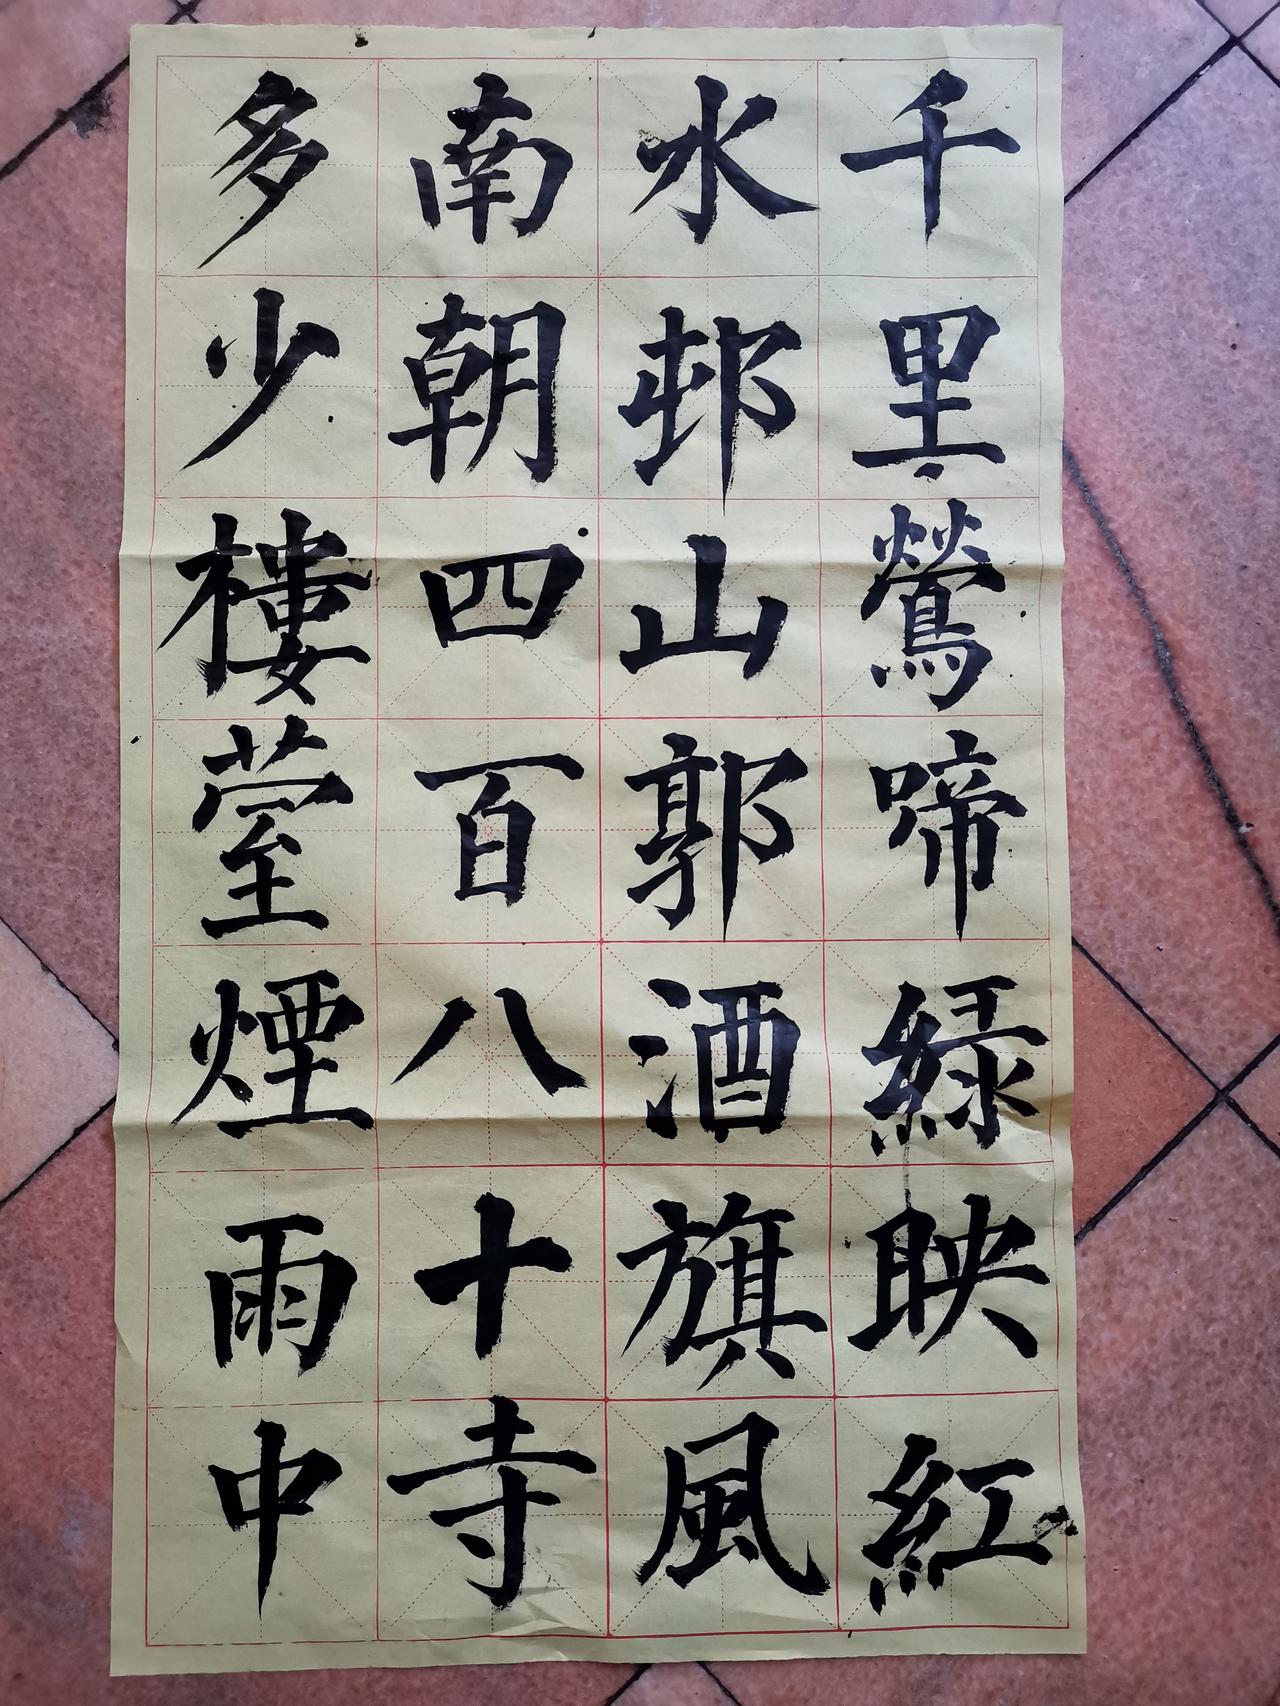 千里鶯啼綠映紅
水邨山郭酒旗風
南朝四百八十寺
多少樓臺煙雨中